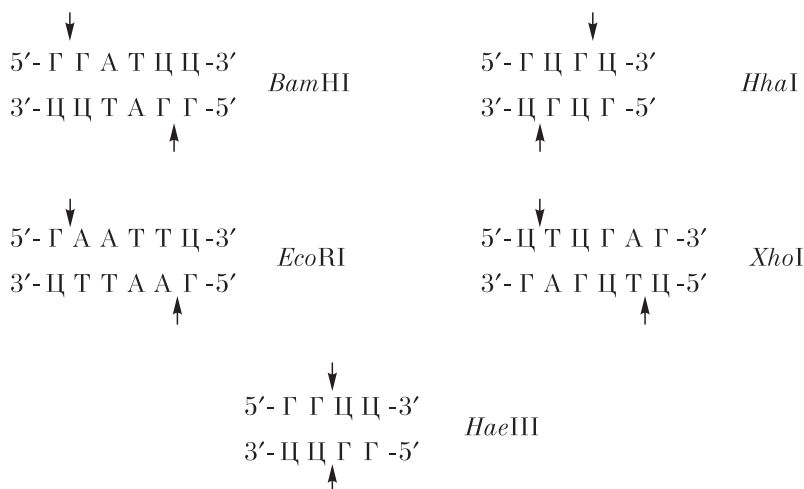 5′- Г Г А Т Ц Ц -3′
3′- Ц Ц Т А Г Г -5′
BamHI
5′- Г Ц Г Ц -3′
3′- Ц Г Ц Г -5′
HhaI
5′- Г А А Т Т Ц -3′
3′- Ц Т Т А А Г -5′
EcoRI
5′- Ц Т Ц Г А Г -3′
3′- Г А Г Ц Т Ц -5′
XhoI
5′- Г Г Ц Ц -3′
3′- Ц Ц Г Г -5′
HaeIII